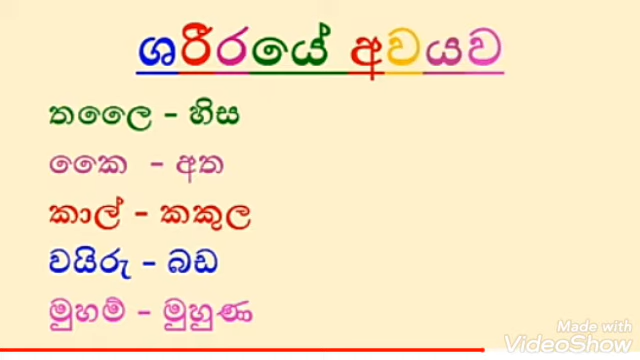 ශරීරයේ අවයව
තලෛ - හිස
කෛ - අත
කාල් - කකුල
වයිරු - බඩ
මුහම් - මුහුණ
Made with
VideoShow